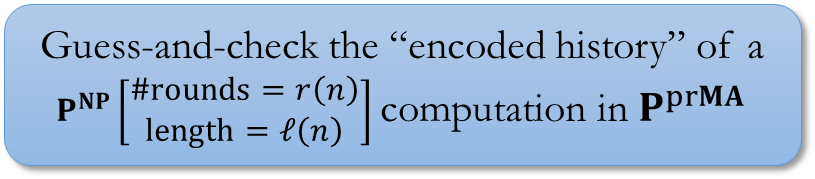 Guess-and-check the “encoded history” of a
P^NP [#rounds = r(n)
length = ℓ(n)] computation in P^prMA